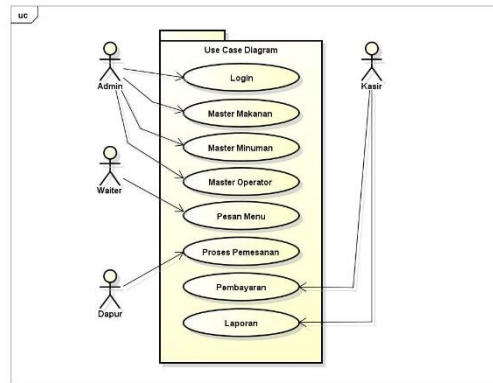 uc
Use Case Diagram
Admin
Login
Kasir
Master Makanan
Master Minuman
Master Operator
Waiter
Pesan Menu
Proses Pemesanan
Pembayaran
Dapur
Laporan